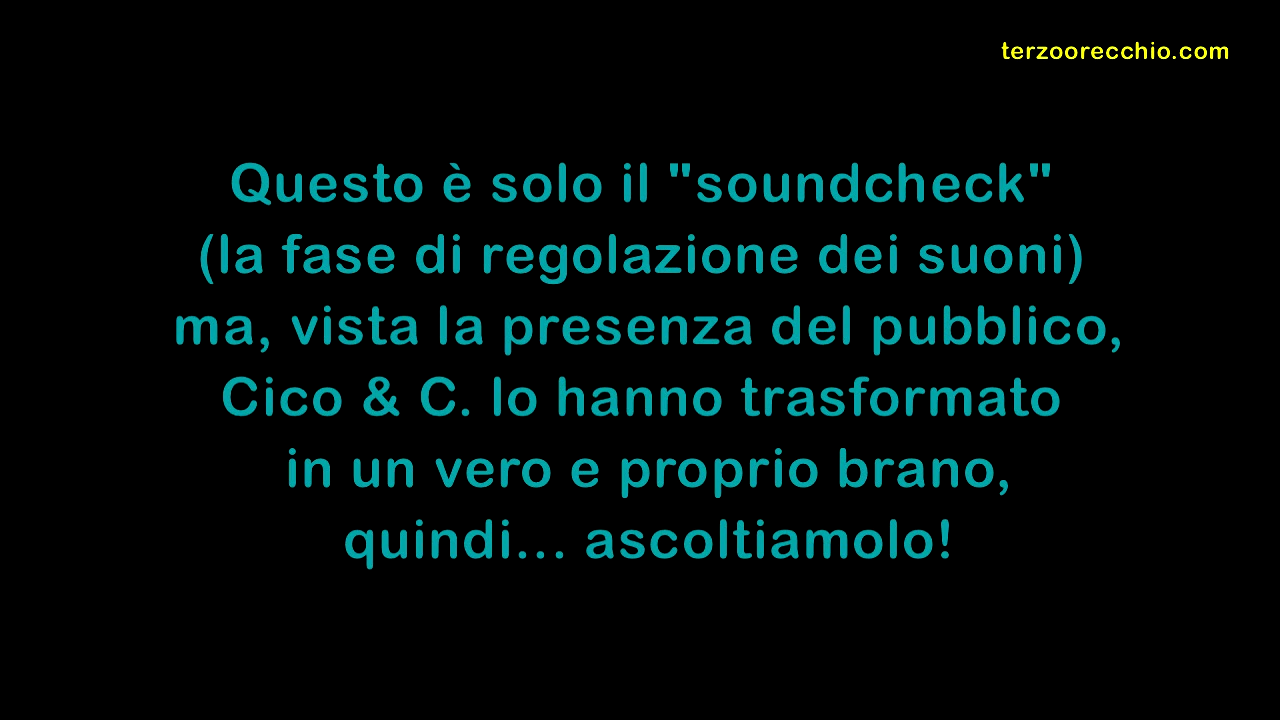 terzoorecchio.com
Questo è solo il "soundcheck"
(la fase di regolazione dei suoni)
ma, vista la presenza del pubblico,
Cico & C. lo hanno trasformato
in un vero e proprio brano,
quindi... ascoltiamolo!